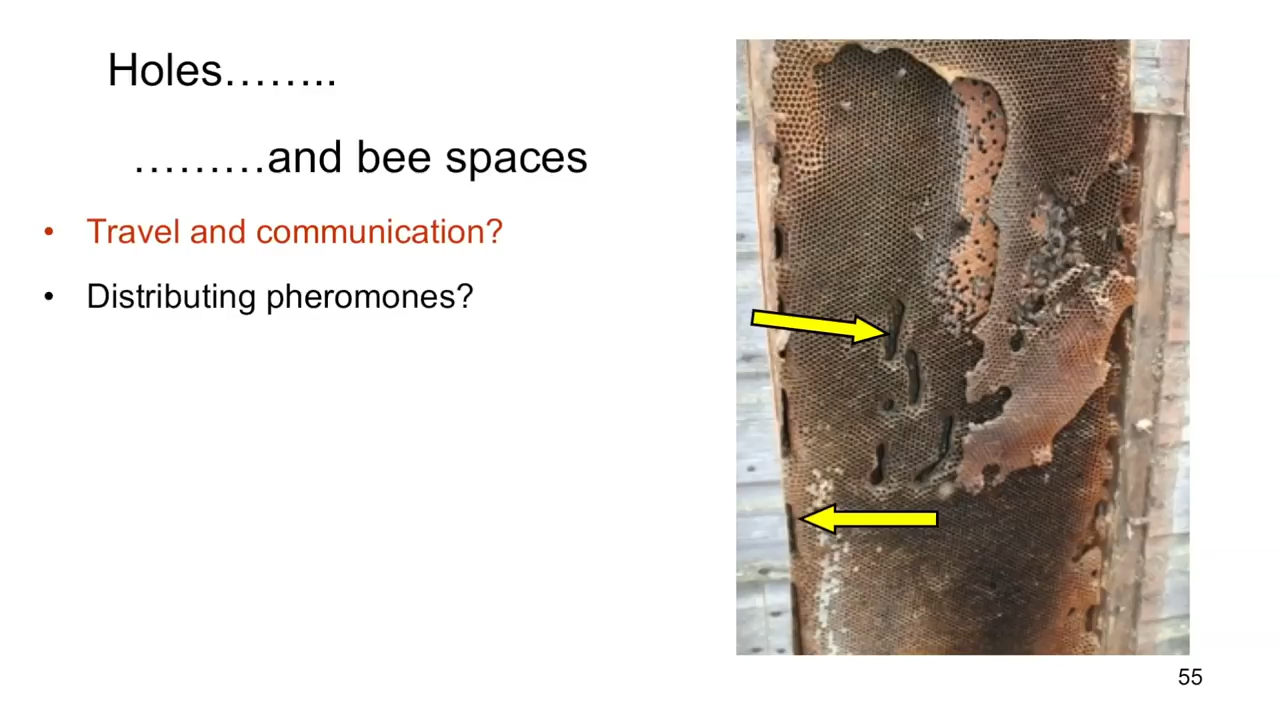 Holes……..
………and bee spaces
• Travel and communication?
• Distributing pheromones?
55